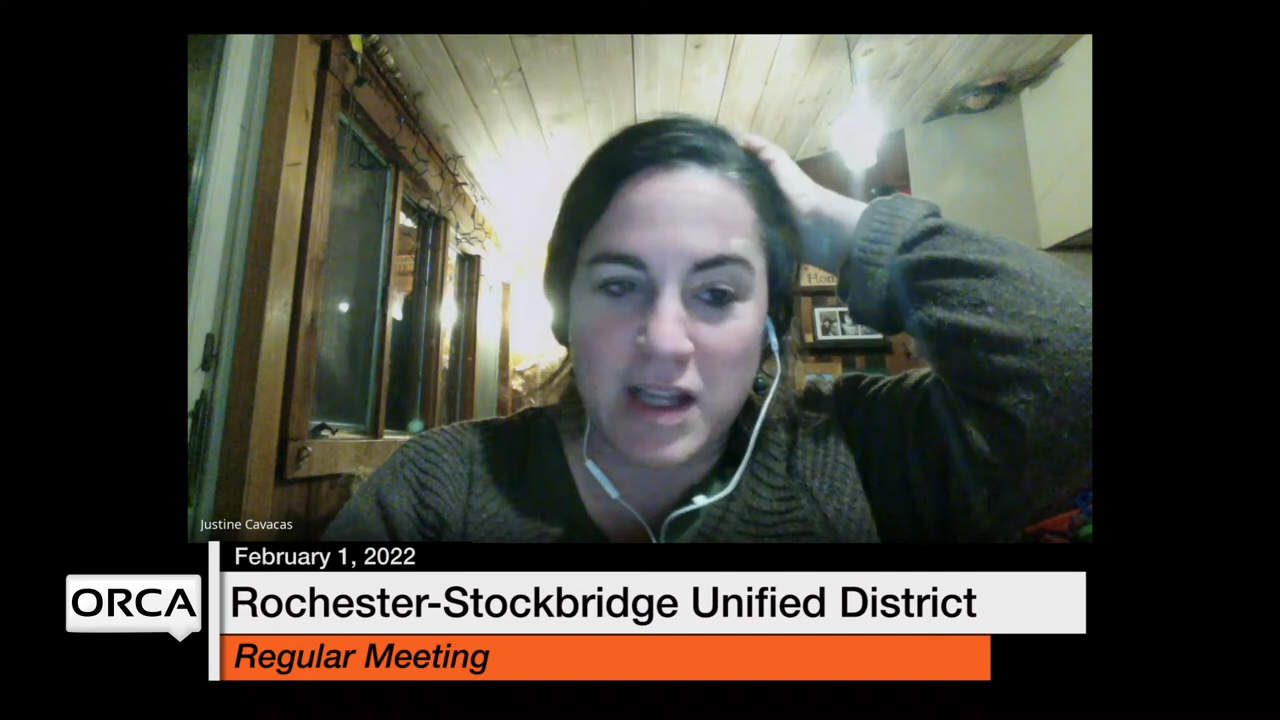 Justine Cavacas
February 1, 2022
ORCA
Rochester-Stockbridge Unified District
Regular Meeting